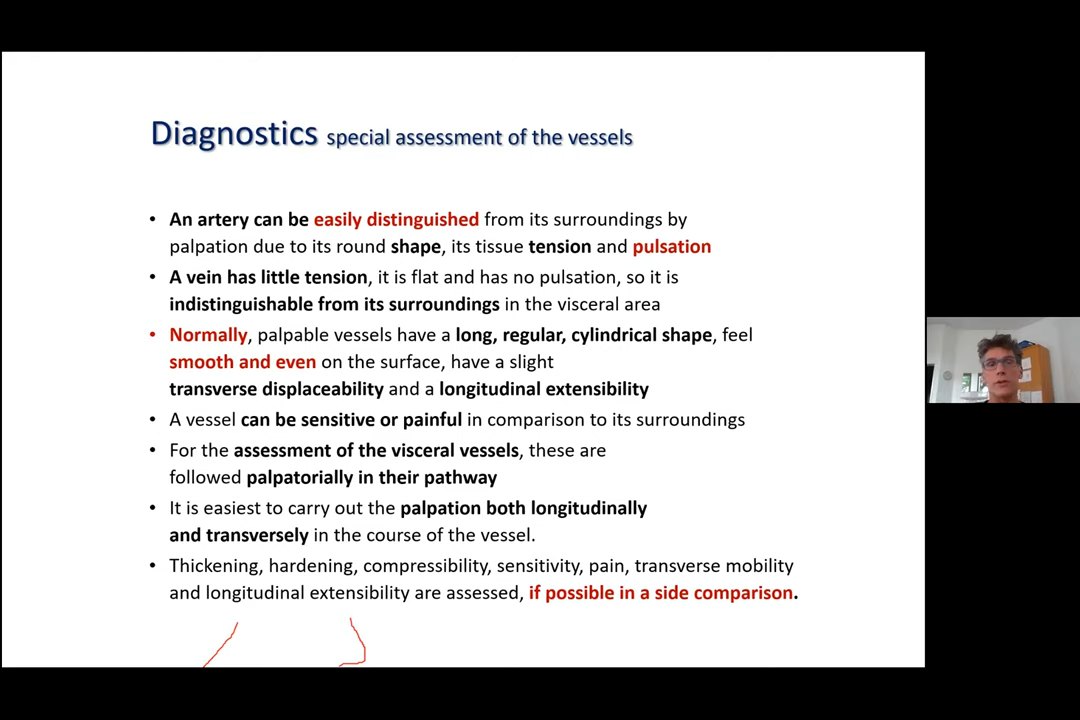 Diagnostics special assessment of the vessels
• An artery can be easily distinguished from its surroundings by
palpation due to its round shape, its tissue tension and pulsation
• A vein has little tension, it is flat and has no pulsation, so it is
indistinguishable from its surroundings in the visceral area
• Normally, palpable vessels have a long, regular, cylindrical shape, feel
smooth and even on the surface, have a slight
transverse displaceability and a longitudinal extensibility
• A vessel can be sensitive or painful in comparison to its surroundings
• For the assessment of the visceral vessels, these are
followed palpatorially in their pathway
• It is easiest to carry out the palpation both longitudinally
and transversely in the course of the vessel.
• Thickening, hardening, compressibility, sensitivity, pain, transverse mobility
and longitudinal extensibility are assessed, if possible in a side comparison.